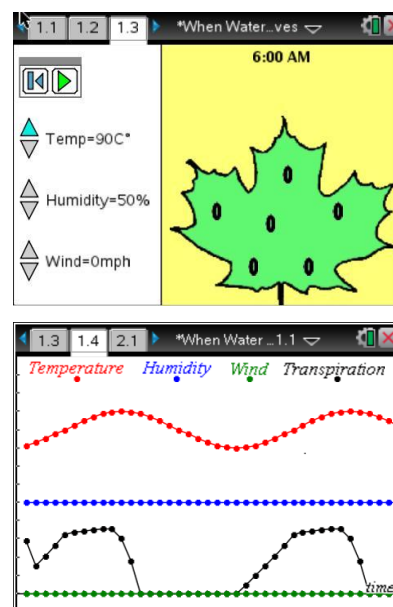 1.1 1.2 1.3 *When Water...ves
6:00 AM
Temp=90C°
Humidity=50%
Wind=0mph
1.3 1.4 2.1 *When Water ...1.1
Temperature Humidity Wind Transpiration
time